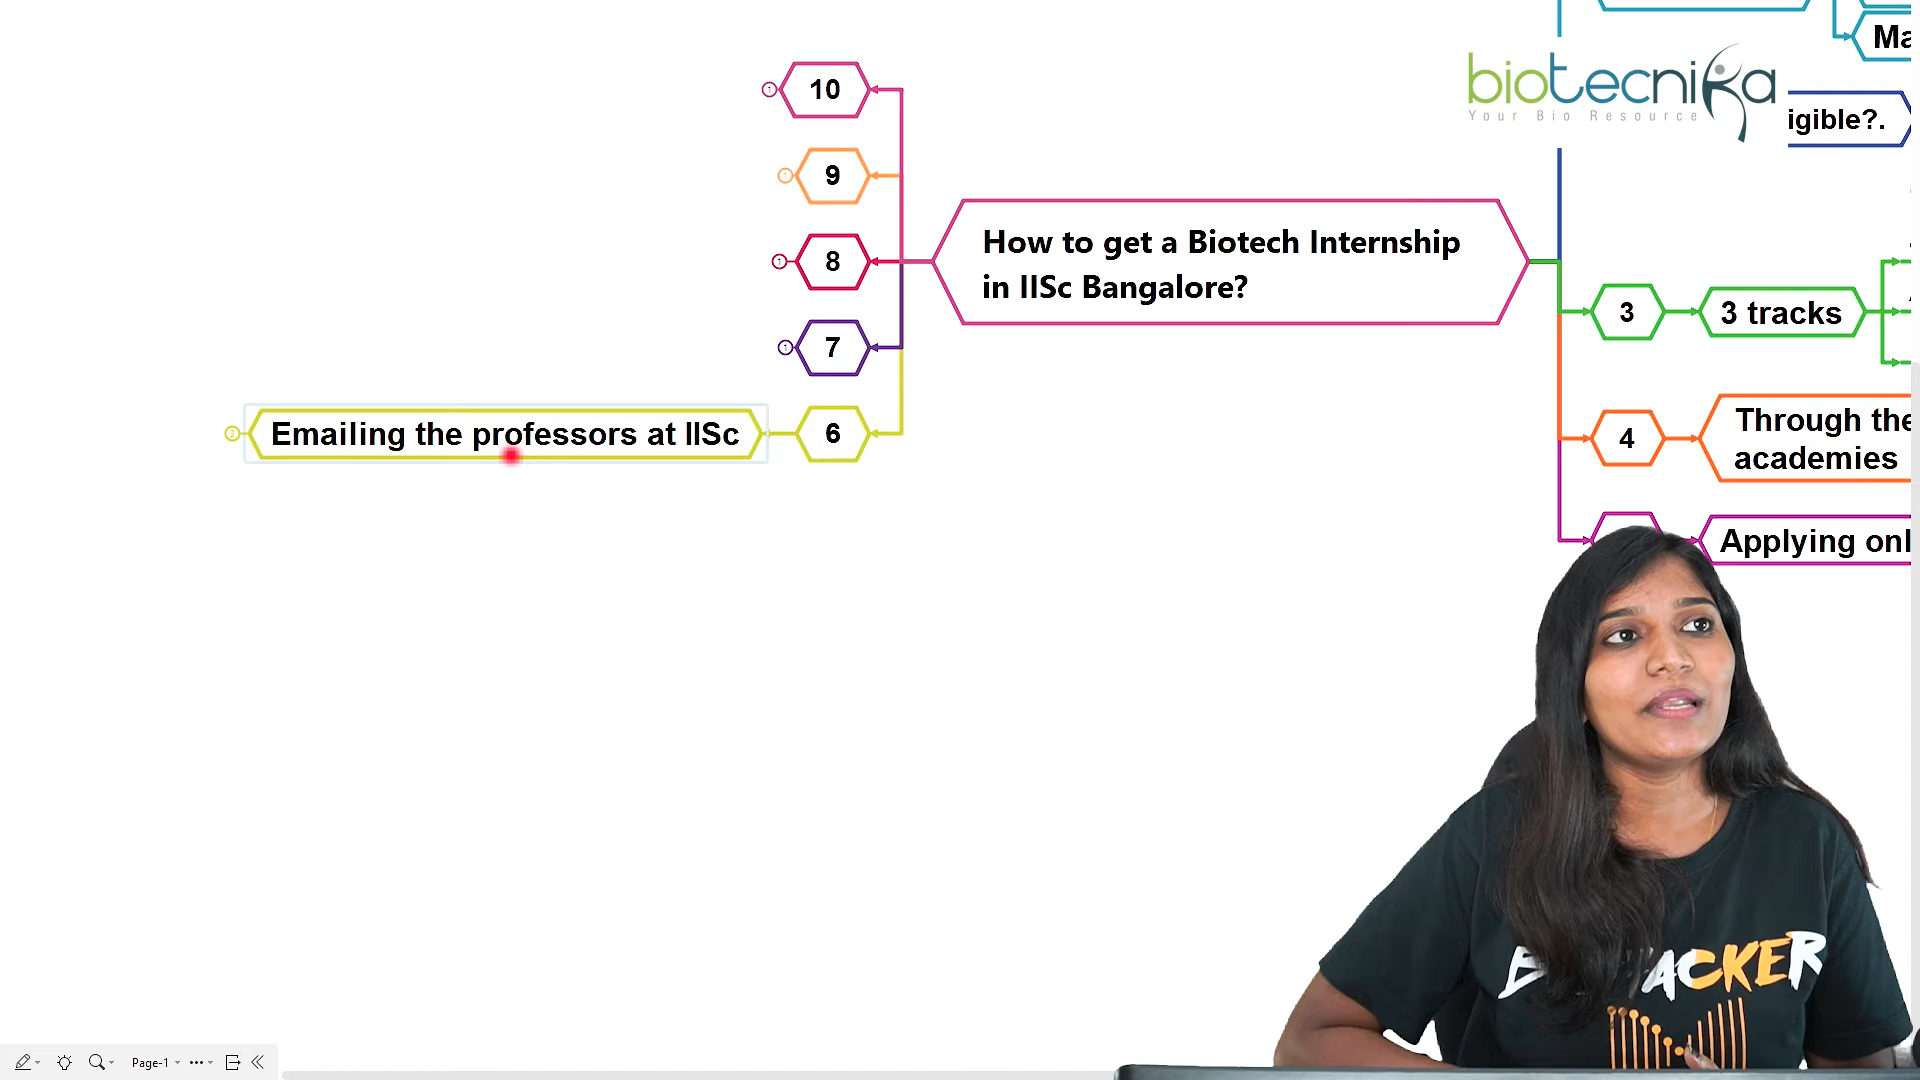 10
9
8
7
6
Emailing the professors at IISc
How to get a Biotech Internship
in IISc Bangalore?
biotecnika
Your Bio Resource
igible?.
3
3 tracks
4
Through the
academies
Applying
Page-1